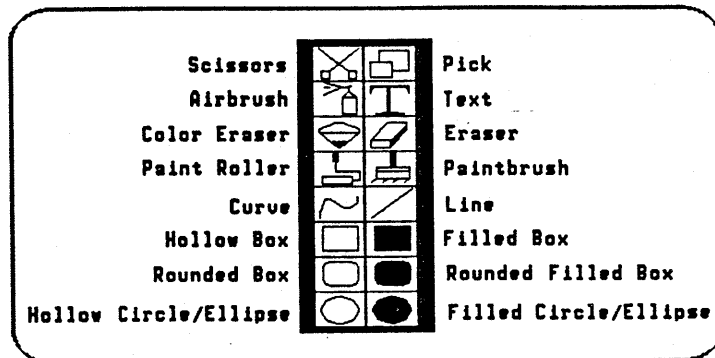 Scissors Pick
Airbrush Text
Color Eraser Eraser
Paint Roller Paintbrush
Curve Line
Hollow Box Filled Box
Rounded Box Rounded Filled Box
Hollow Circle/Ellipse Filled Circle/Ellipse